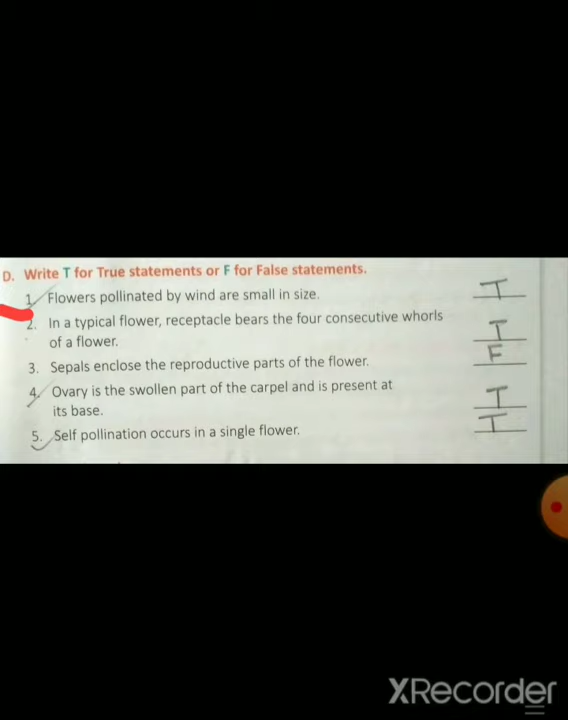 D. Write T for True statements or F for False statements.
1. Flowers pollinated by wind are small in size. T
2. In a typical flower, receptacle bears the four consecutive whorls
of a flower. T
3. Sepals enclose the reproductive parts of the flower. F
4. Ovary is the swollen part of the carpel and is present at
its base. T
5. Self pollination occurs in a single flower. T
XRecorder